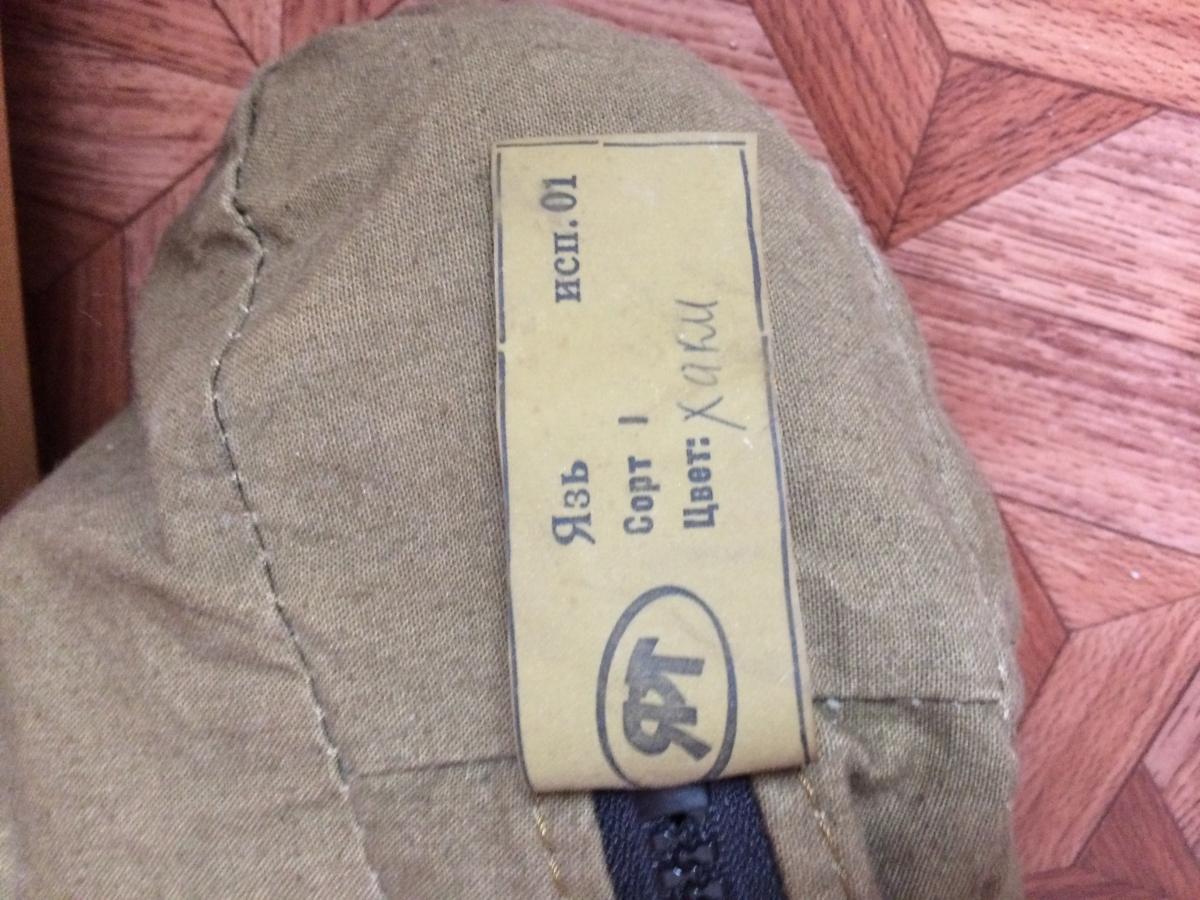 ЯРТ
Язь исп. 01
Сорт 1
Цвет: хаки